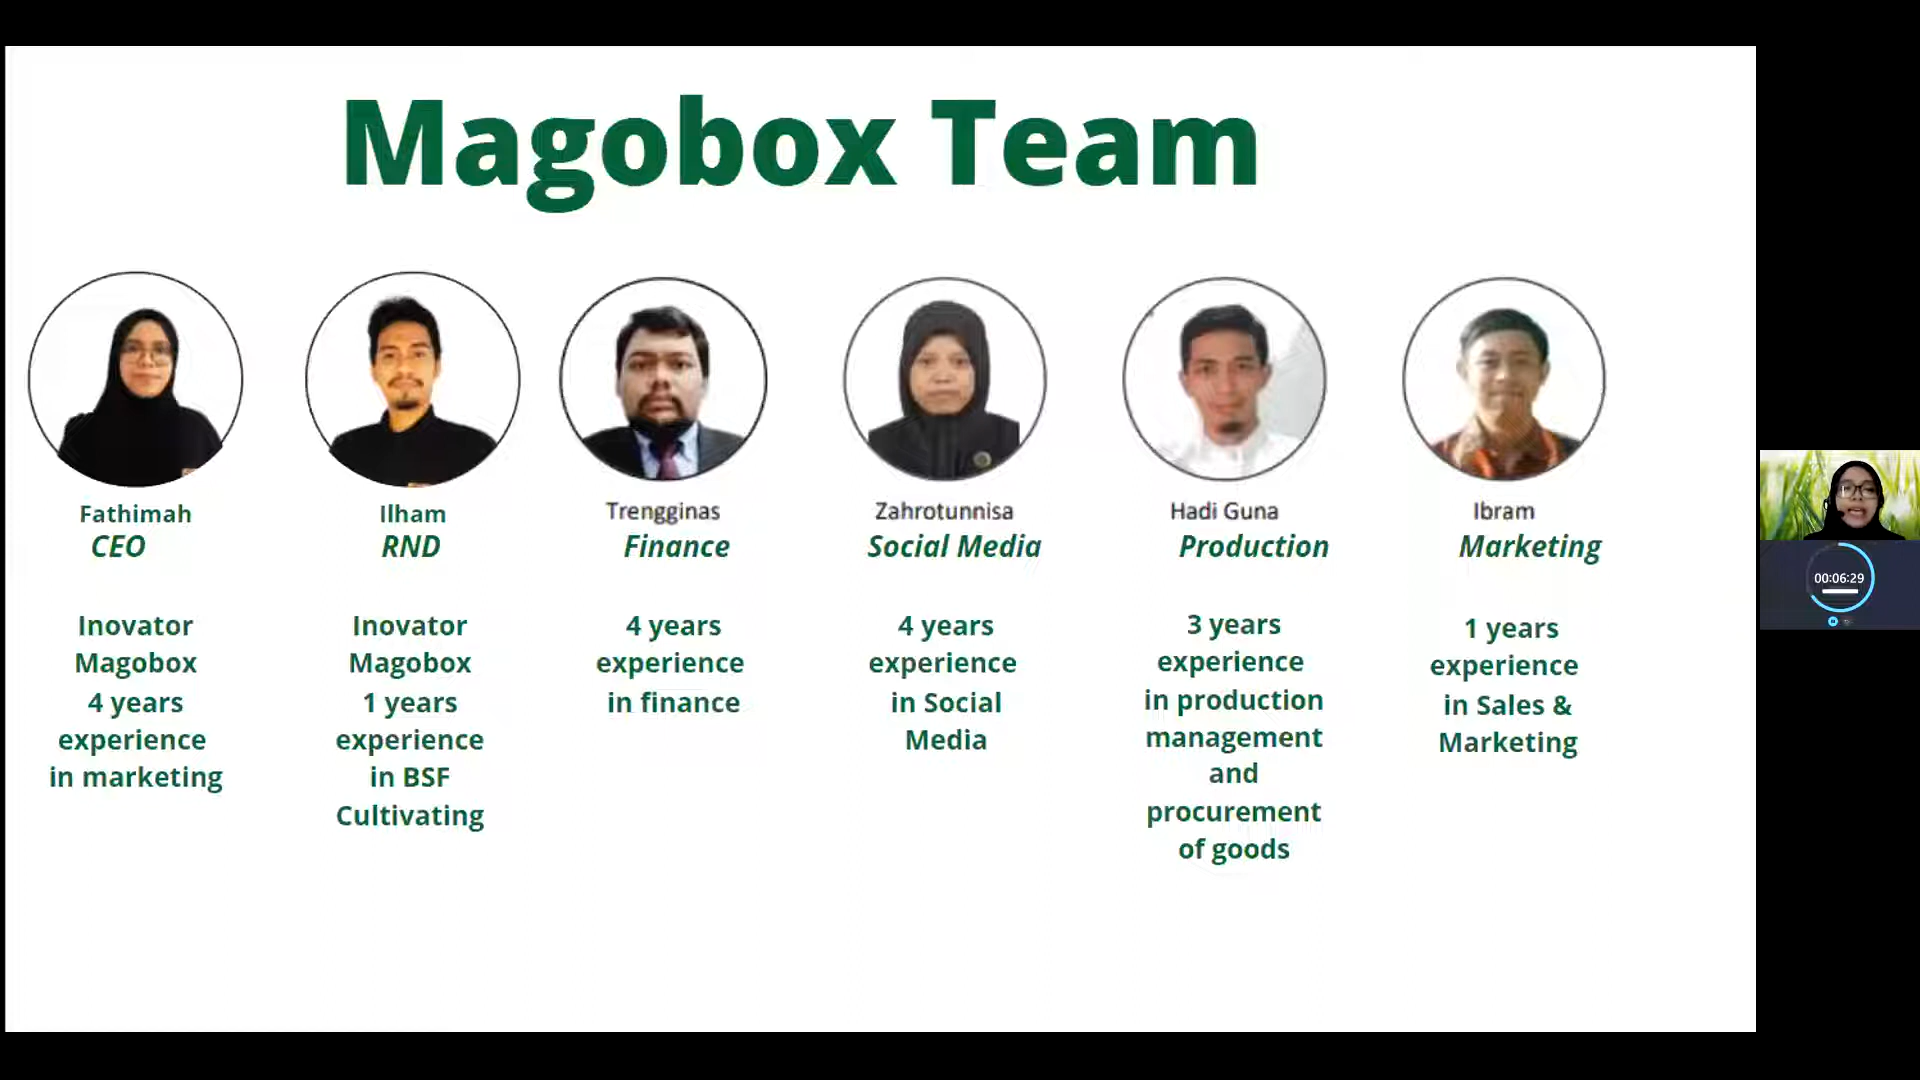 Magobox Team
Fathimah
CEO
Inovator
Magobox
4 years
experience
in marketing
Ilham
RND
Inovator
Magobox
1 years
experience
in BSF
Cultivating
Trengginas
Finance
4 years
experience
in finance
Zahrotunnisa
Social Media
4 years
experience
in Social
Media
Hadi Guna
Production
3 years
experience
in production
management
and
procurement
of goods
Ibram
Marketing
1 years
experience
in Sales &
Marketing
00:06:29